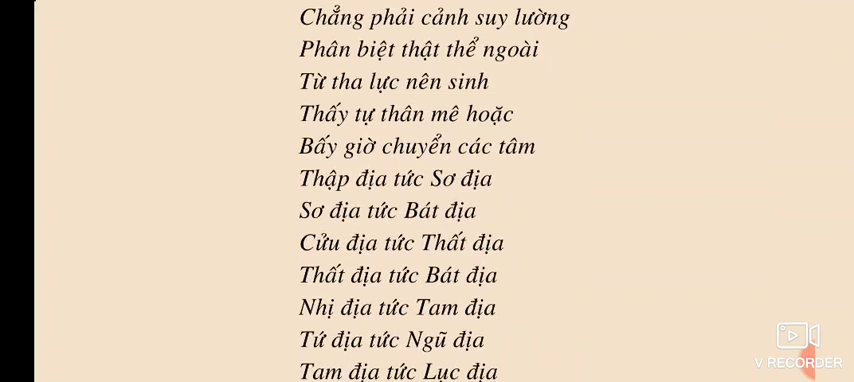 Chẳng phải cảnh suy lường
Phân biệt thật thể ngoài
Từ tha lực nên sinh
Thấy tự thân mê hoặc
Bấy giờ chuyển các tâm
Thập địa tức Sơ địa
Sơ địa tức Bát địa
Cửu địa tức Thất địa
Thất địa tức Bát địa
Nhị địa tức Tam địa
Tứ địa tức Ngũ địa
Tam địa tức Lục địa
V RECORDER